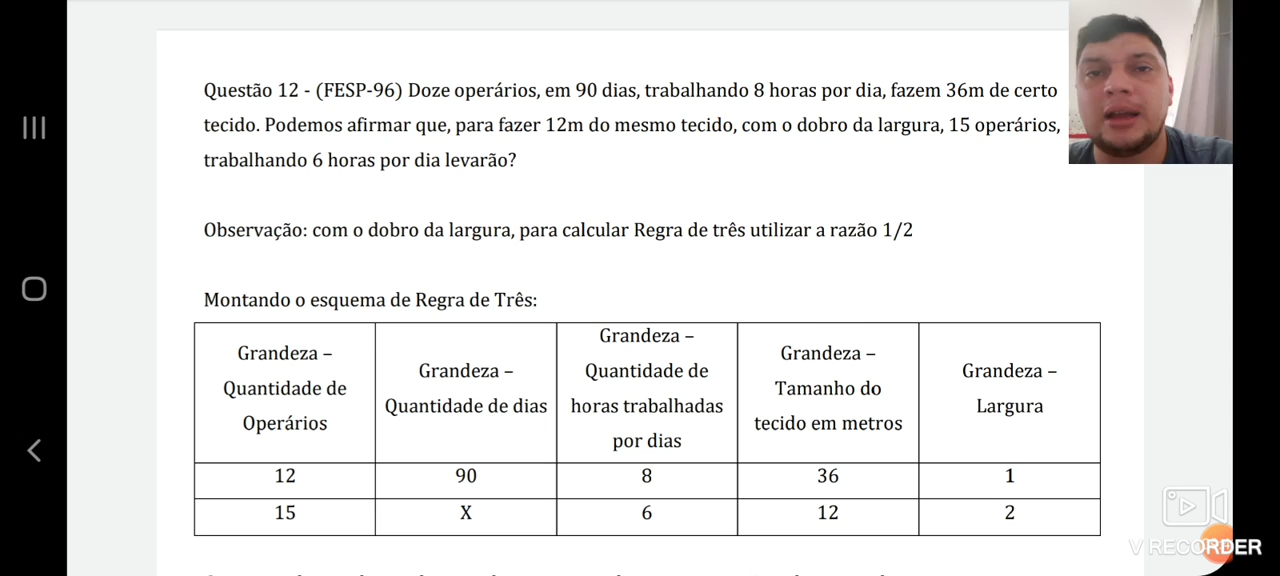 Questão 12 - (FESP-96) Doze operários, em 90 dias, trabalhando 8 horas por dia, fazem 36m de certo
tecido. Podemos afirmar que, para fazer 12m do mesmo tecido, com o dobro da largura, 15 operários,
trabalhando 6 horas por dia levarão?
Observação: com o dobro da largura, para calcular Regra de três utilizar a razão 1/2
Montando o esquema de Regra de Três:
Grandeza –
Quantidade de
Operários
Grandeza –
Quantidade de dias
Grandeza –
Quantidade de
horas trabalhadas
por dias
Grandeza –
Tamanho do
tecido em metros
Grandeza –
Largura
12 90 8 36 1
15 X 6 12 2
V RECORDER